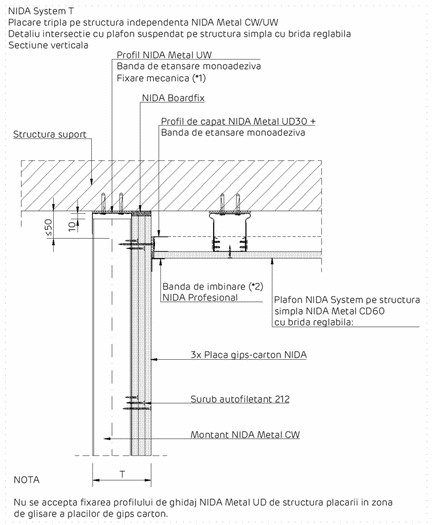 NIDA System T
Placare tripla pe structura independenta NIDA Metal CW/UW
Detaliu intersectie cu plafon suspendat pe structura simpla cu brida reglabila
Sectiune verticala
Profil NIDA Metal UW
Banda de etansare monoadeziva
Fixare mecanica (*1)
NIDA Boardfix
Profil de capat NIDA Metal UD30 +
Banda de etansare monoadeziva
Structura suport
≤50
10
Banda de imbinare (*2)
NIDA Profesional
Plafon NIDA System pe structura
simpla NIDA Metal CD60
cu brida reglabila:
3x Placa gips-carton NIDA
Surub autofiletant 212
Montant NIDA Metal CW
T
NOTA
Nu se accepta fixarea profilului de ghidaj NIDA Metal UD de structura placarii in zona
de glisare a placilor de gips carton.